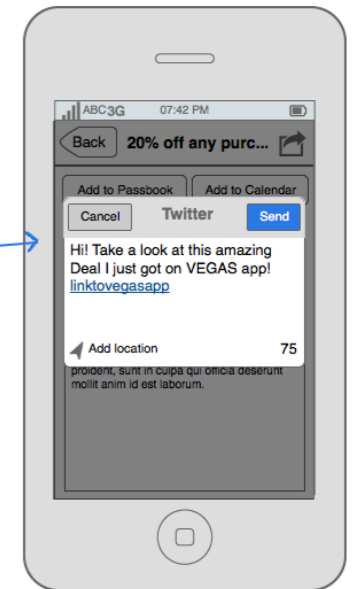 ABC 3G 07:42 PM
Back 20% off any purc...
Add to Passbook Add to Calendar
Cancel Twitter Send
Hi! Take a look at this amazing
Deal I just got on VEGAS app!
linktovegasapp
Add location 75
proident, sunt in culpa qui officia deserunt
mollit anim id est laborum.